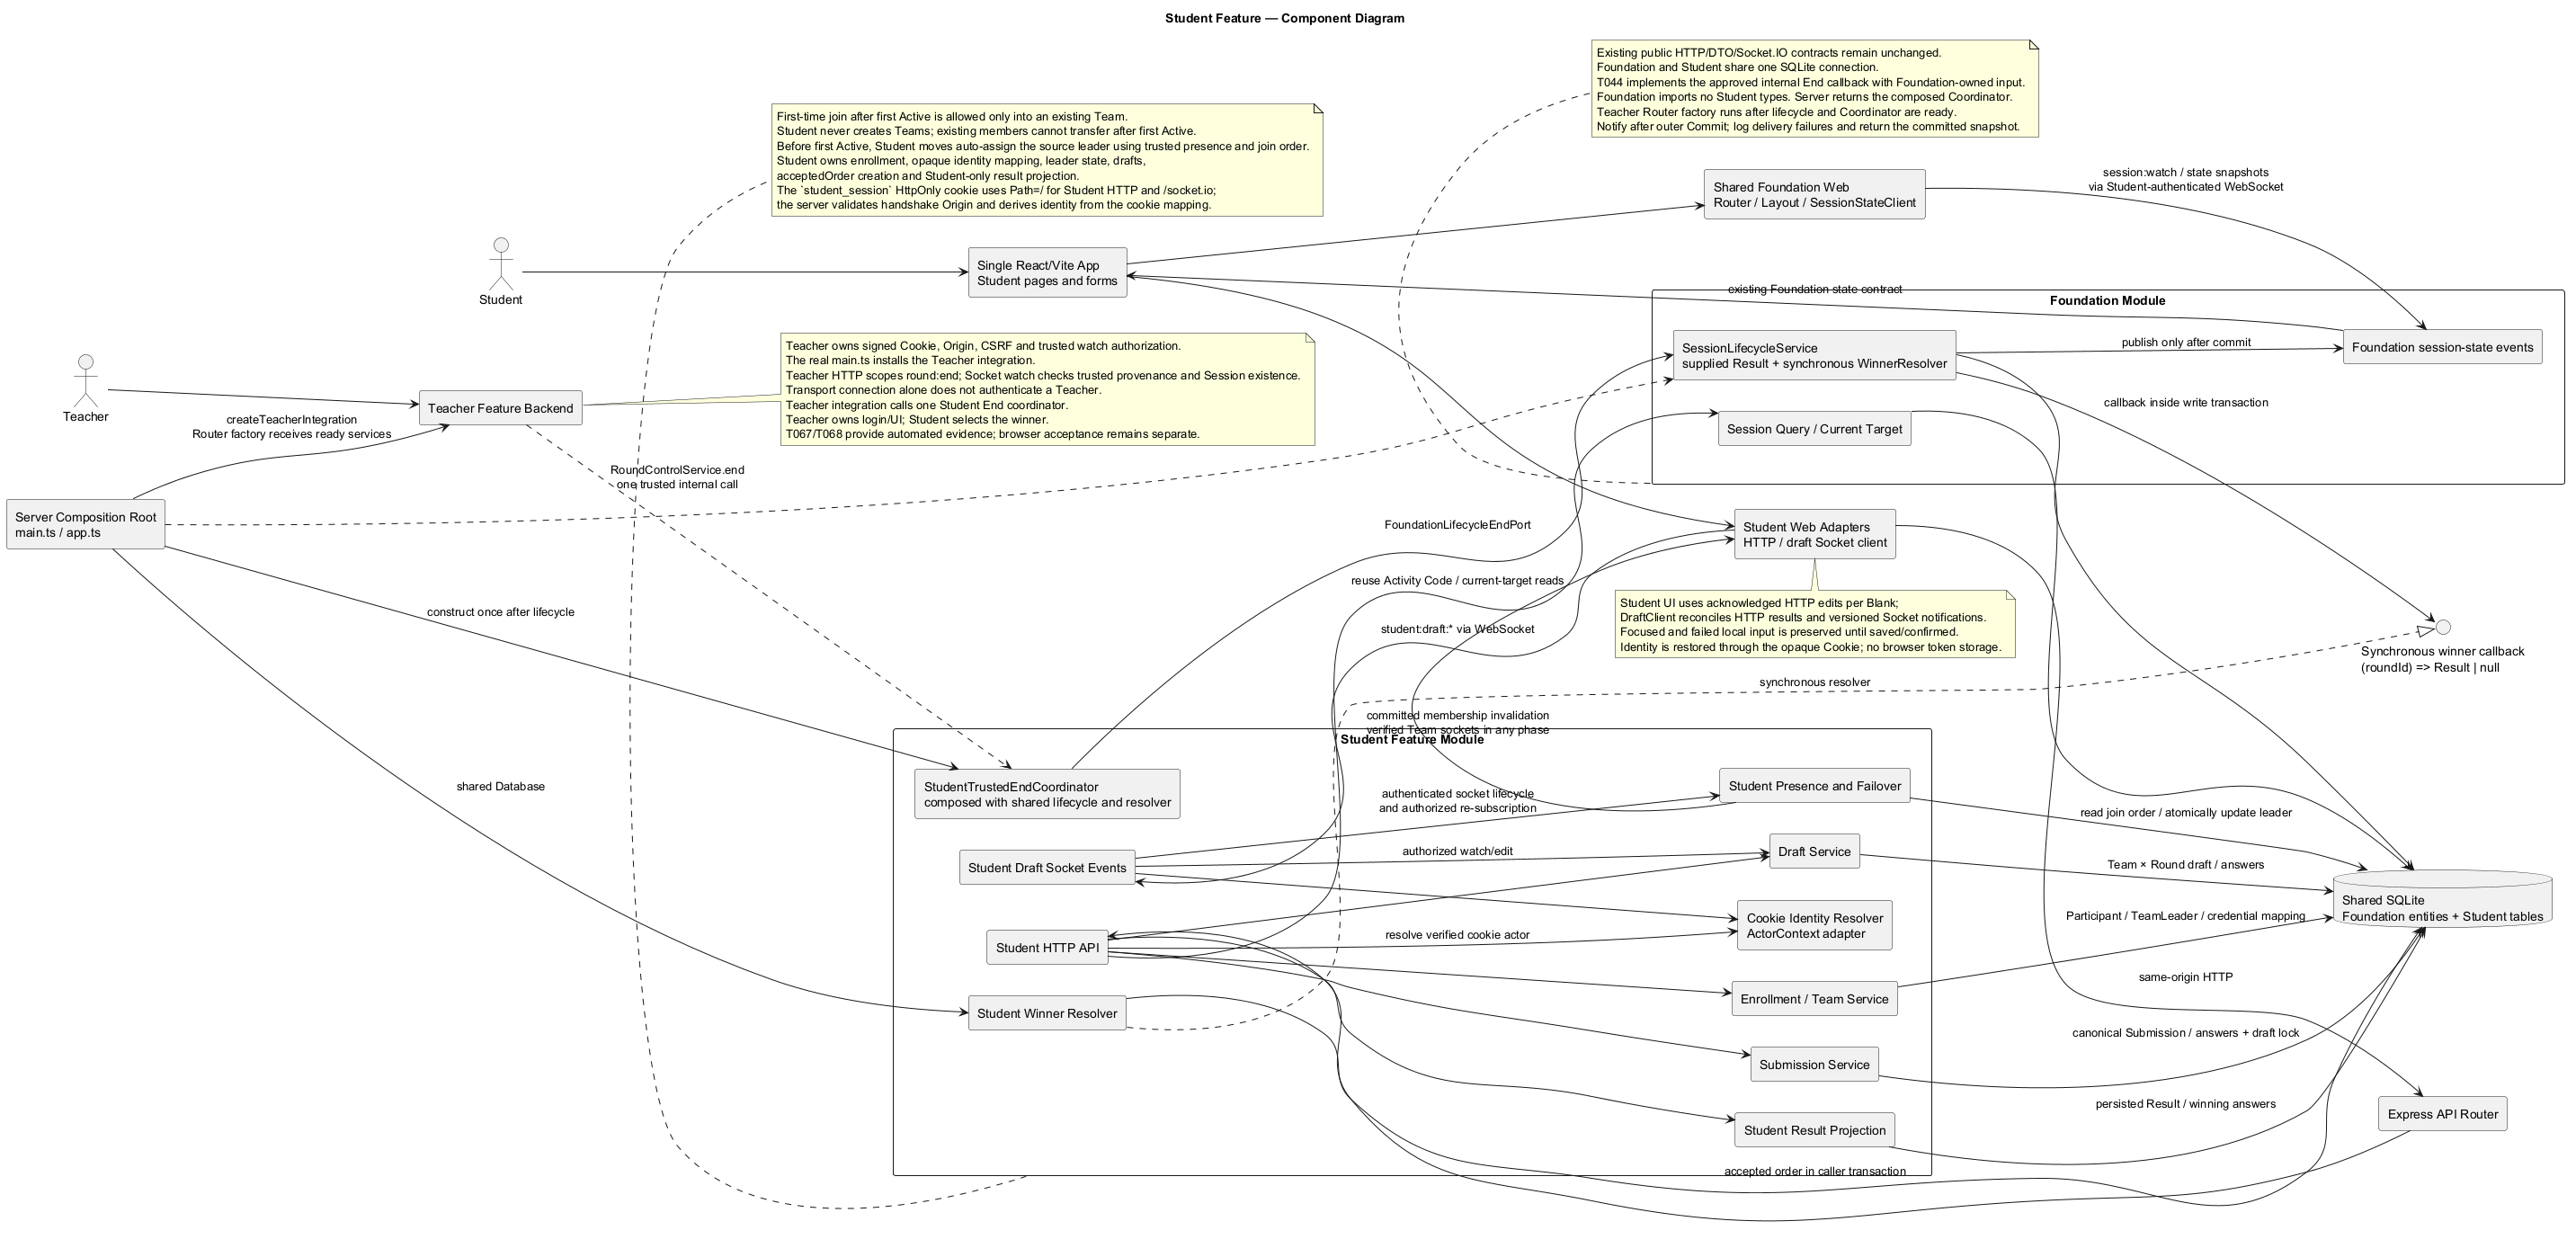 Student Feature — Component Diagram
Existing public HTTP/DTO/Socket.IO contracts remain unchanged.
Foundation and Student share one SQLite connection.
T044 implements the approved internal End callback with Foundation-owned input.
Foundation imports no Student types. Server returns the composed Coordinator.
Teacher Router factory runs after lifecycle and Coordinator are ready.
Notify after outer Commit; log delivery failures and return the committed snapshot.
First-time join after first Active is allowed only into an existing Team.
Student never creates Teams; existing members cannot transfer after first Active.
Before first Active, Student moves auto-assign the source leader using trusted presence and join order.
Student owns enrollment, opaque identity mapping, leader state, drafts,
acceptedOrder creation and Student-only result projection.
The `student_session` HttpOnly cookie uses Path=/ for Student HTTP and /socket.io;
the server validates handshake Origin and derives identity from the cookie mapping.
Shared Foundation Web
Router / Layout / SessionStateClient
session:watch / state snapshots
via Student-authenticated WebSocket
Student
Single React/Vite App
Student pages and forms
existing Foundation state contract
Foundation Module
SessionLifecycleService
supplied Result + synchronous WinnerResolver
publish only after commit
Foundation session-state events
Session Query / Current Target
callback inside write transaction
Teacher
Teacher Feature Backend
createTeacherIntegration
Router factory receives ready services
Teacher owns signed Cookie, Origin, CSRF and trusted watch authorization.
The real main.ts installs the Teacher integration.
Teacher HTTP scopes round:end; Socket watch checks trusted provenance and Session existence.
Transport connection alone does not authenticate a Teacher.
Teacher integration calls one Student End coordinator.
Teacher owns login/UI; Student selects the winner.
T067/T068 provide automated evidence; browser acceptance remains separate.
RoundControlService.end
one trusted internal call
Server Composition Root
main.ts / app.ts
FoundationLifecycleEndPort
Student Web Adapters
HTTP / draft Socket client
reuse Activity Code / current-target reads
construct once after lifecycle
student:draft:* via WebSocket
Student UI uses acknowledged HTTP edits per Blank;
DraftClient reconciles HTTP results and versioned Socket notifications.
Focused and failed local input is preserved until saved/confirmed.
Identity is restored through the opaque Cookie; no browser token storage.
Synchronous winner callback
(roundId) => Result | null
synchronous resolver
committed membership invalidation
verified Team sockets in any phase
Student Feature Module
shared Database
StudentTrustedEndCoordinator
composed with shared lifecycle and resolver
authenticated socket lifecycle
and authorized re-subscription
Student Presence and Failover
read join order / atomically update leader
Student Draft Socket Events
authorized watch/edit
Draft Service
Team × Round draft / answers
Shared SQLite
Foundation entities + Student tables
Student HTTP API
resolve verified cookie actor
Cookie Identity Resolver
ActorContext adapter
Participant / TeamLeader / credential mapping
same-origin HTTP
Student Winner Resolver
Enrollment / Team Service
canonical Submission / answers + draft lock
Submission Service
persisted Result / winning answers
Express API Router
Student Result Projection
accepted order in caller transaction